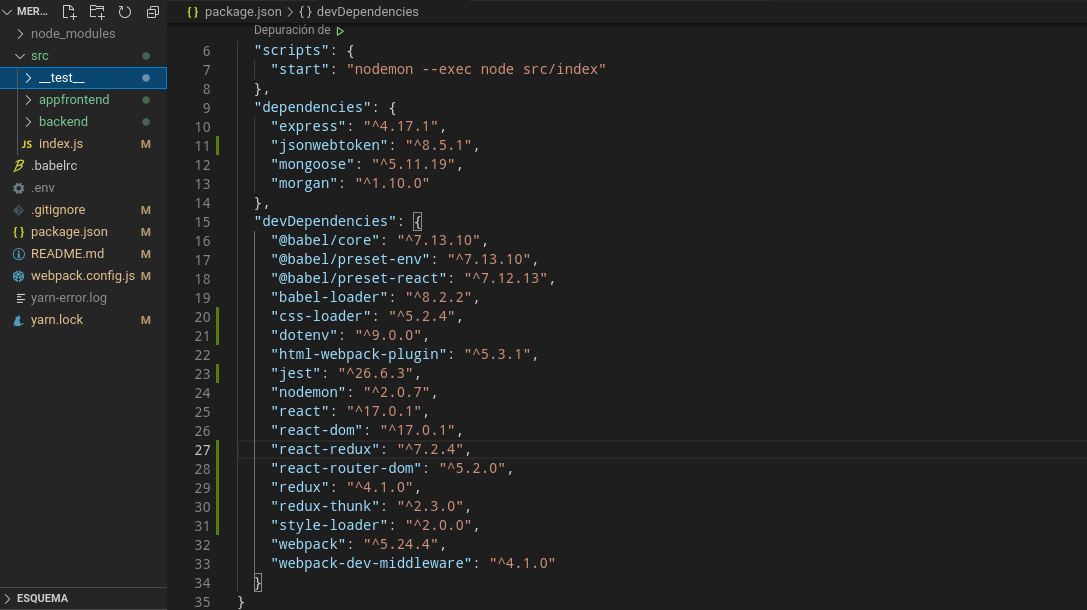 MER...
node_modules
src
__test__
appfrontend
backend
JS index.js M
.babelrc
.env
.gitignore M
{} package.json M
README.md M
webpack.config.js M
yarn-error.log
yarn.lock M
ESQUEMA
{} package.json > {} devDependencies
Depuración de
6 "scripts": {
7 "start": "nodemon --exec node src/index"
8 },
9 "dependencies": {
10 "express": "^4.17.1",
11 "jsonwebtoken": "^8.5.1",
12 "mongoose": "^5.11.19",
13 "morgan": "^1.10.0"
14 },
15 "devDependencies": {
16 "@babel/core": "^7.13.10",
17 "@babel/preset-env": "^7.13.10",
18 "@babel/preset-react": "^7.12.13",
19 "babel-loader": "^8.2.2",
20 "css-loader": "^5.2.4",
21 "dotenv": "^9.0.0",
22 "html-webpack-plugin": "^5.3.1",
23 "jest": "^26.6.3",
24 "nodemon": "^2.0.7",
25 "react": "^17.0.1",
26 "react-dom": "^17.0.1",
27 "react-redux": "^7.2.4",
28 "react-router-dom": "^5.2.0",
29 "redux": "^4.1.0",
30 "redux-thunk": "^2.3.0",
31 "style-loader": "^2.0.0",
32 "webpack": "^5.24.4",
33 "webpack-dev-middleware": "^4.1.0"
34 }
35 }